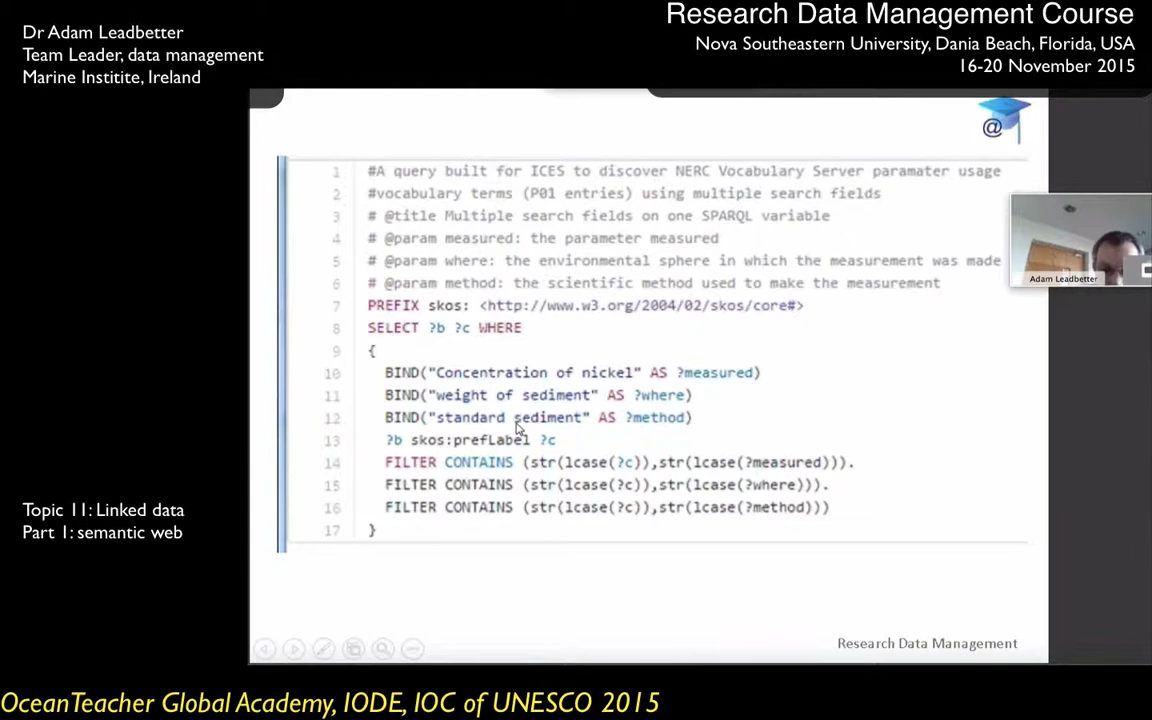 Dr Adam Leadbetter
Team Leader, data management
Marine Institite, Ireland
Research Data Management Course
Nova Southeastern University, Dania Beach, Florida, USA
16-20 November 2015
@
1 #A query built for ICES to discover NERC Vocabulary Server paramater usage
2 #vocabulary terms (P01 entries) using multiple search fields
3 # @title Multiple search fields on one SPARQL variable
4 # @param measured: the parameter measured
5 # @param where: the environmental sphere in which the measurement was made
6 # @param method: the scientific method used to make the measurement
7 PREFIX skos: <http://www.w3.org/2004/02/skos/core#>
8 SELECT ?b ?c WHERE
9 {
10 BIND("Concentration of nickel" AS ?measured)
11 BIND("weight of sediment" AS ?where)
12 BIND("standard sediment" AS ?method)
13 ?b skos:prefLabel ?c
14 FILTER CONTAINS (str(lcase(?c)),str(lcase(?measured))).
15 FILTER CONTAINS (str(lcase(?c)),str(lcase(?where))).
16 FILTER CONTAINS (str(lcase(?c)),str(lcase(?method)))
17 }
Adam Leadbetter
Topic 11: Linked data
Part 1: semantic web
Research Data Management
OceanTeacher Global Academy, IODE, IOC of UNESCO 2015